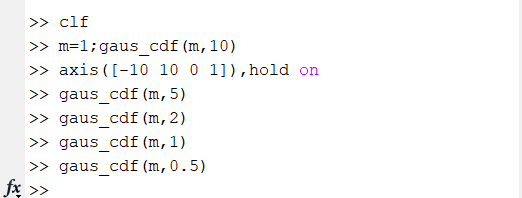 >> clf
>> m=1;gaus_cdf(m,10)
>> axis([-10 10 0 1]),hold on
>> gaus_cdf(m,5)
>> gaus_cdf(m,2)
>> gaus_cdf(m,1)
>> gaus_cdf(m,0.5)
fx >>